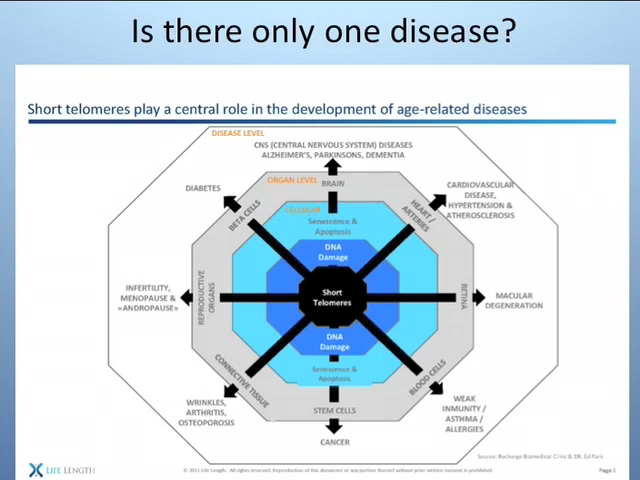 Is there only one disease?
Short telomeres play a central role in the development of age-related diseases
DISEASE LEVEL
CNS (CENTRAL NERVOUS SYSTEM) DISEASES
ALZHEIMER'S, PARKINSONS, DEMENTIA
ORGAN LEVEL
BRAIN
DIABETES
CARDIOVASCULAR
DISEASE,
HYPERTENSION &
ATHEROSCLEROSIS
BETA CELLS
CELLULAR
HEART /
ARTERIES
Senescence &
Apoptosis
DNA
Damage
INFERTILITY,
MENOPAUSE &
«ANDROPAUSE»
REPRODUCTIVE
ORGANS
Short
Telomeres
RETINA
MACULAR
DEGENERATION
DNA
Damage
Senescence &
Apoptosis
CONNECTIVE TISSUE
BLOOD CELLS
WRINKLES,
ARTHRITIS,
OSTEOPOROSIS
STEM CELLS
WEAK
INMUNITY /
ASTHMA /
ALLERGIES
CANCER
Source: Recharge Biomedical Clinic & DR. Ed Park
LIFE LENGTH
© 2011 Life Length. All rights reserved. Reproduction of this document or any portion thereof without prior written consent is prohibited.
Page 1